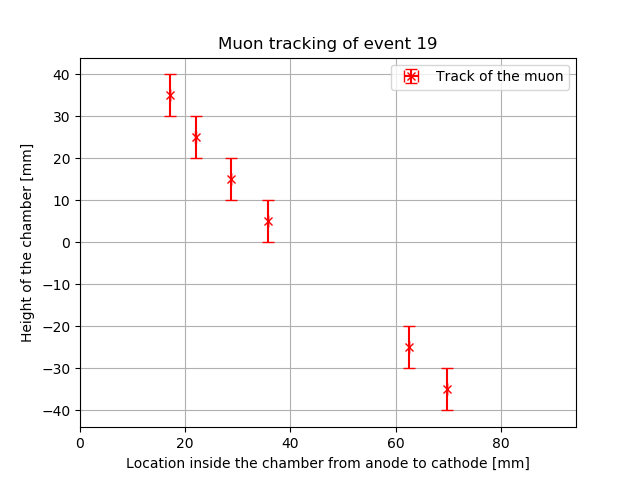 Muon tracking of event 19
Track of the muon
Height of the chamber [mm]
40
30
20
10
0
−10
−20
−30
−40
0 20 40 60 80
Location inside the chamber from anode to cathode [mm]